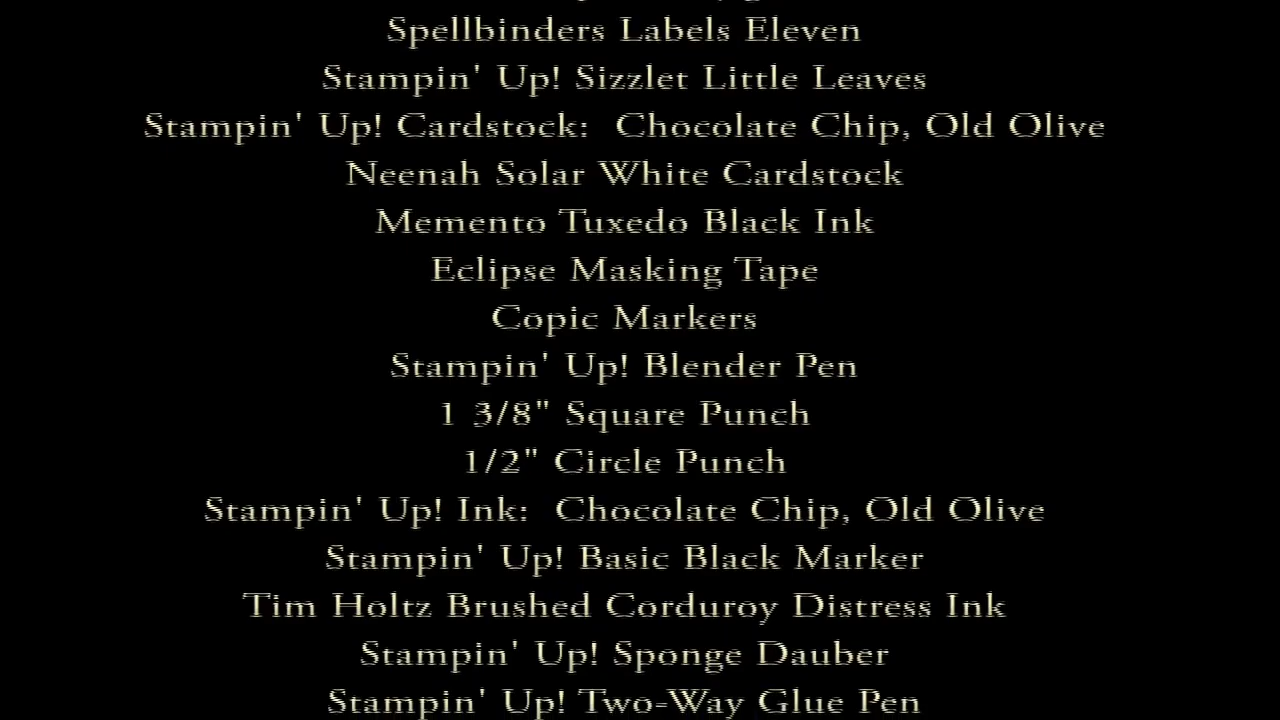 Spellbinders Labels Eleven
Stampin' Up! Sizzlet Little Leaves
Stampin' Up! Cardstock:  Chocolate Chip, Old Olive
Neenah Solar White Cardstock
Memento Tuxedo Black Ink
Eclipse Masking Tape
Copic Markers
Stampin' Up! Blender Pen
1 3/8" Square Punch
1/2" Circle Punch
Stampin' Up! Ink:  Chocolate Chip, Old Olive
Stampin' Up! Basic Black Marker
Tim Holtz Brushed Corduroy Distress Ink
Stampin' Up! Sponge Dauber
Stampin' Up! Two-Way Glue Pen